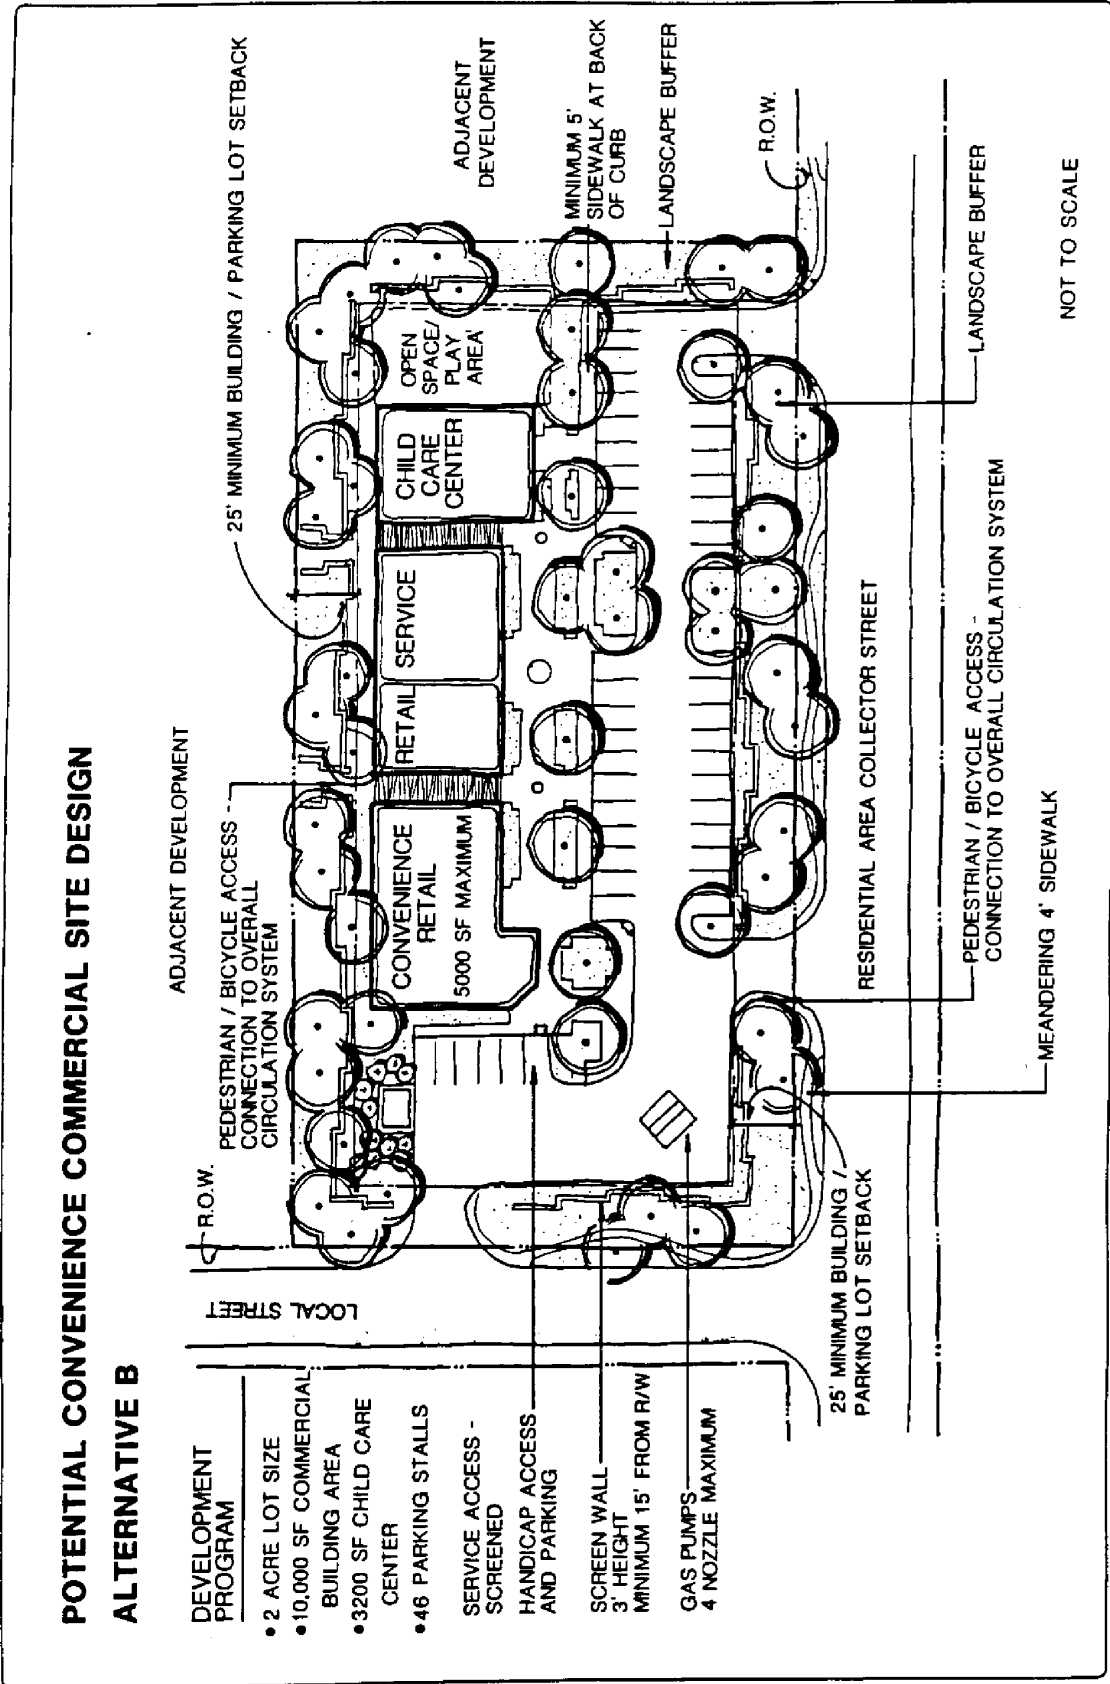 POTENTIAL CONVENIENCE COMMERCIAL SITE DESIGN
ALTERNATIVE B
DEVELOPMENT
PROGRAM
• 2 ACRE LOT SIZE
• 10,000 SF COMMERCIAL
BUILDING AREA
• 3200 SF CHILD CARE
CENTER
• 46 PARKING STALLS
SERVICE ACCESS -
SCREENED
HANDICAP ACCESS
AND PARKING
SCREEN WALL
3' HEIGHT
MINIMUM 15' FROM R/W
GAS PUMPS
4 NOZZLE MAXIMUM
LOCAL STREET
R.O.W.
ADJACENT DEVELOPMENT
PEDESTRIAN / BICYCLE ACCESS -
CONNECTION TO OVERALL
CIRCULATION SYSTEM
25' MINIMUM BUILDING / PARKING LOT SETBACK
CONVENIENCE
RETAIL
5000 SF MAXIMUM
RETAIL
SERVICE
CHILD
CARE
CENTER
OPEN
SPACE/
PLAY
AREA
ADJACENT
DEVELOPMENT
MINIMUM 5'
SIDEWALK AT BACK
OF CURB
LANDSCAPE BUFFER
R.O.W.
25' MINIMUM BUILDING /
PARKING LOT SETBACK
RESIDENTIAL AREA COLLECTOR STREET
PEDESTRIAN / BICYCLE ACCESS -
CONNECTION TO OVERALL CIRCULATION SYSTEM
LANDSCAPE BUFFER
MEANDERING 4' SIDEWALK
NOT TO SCALE